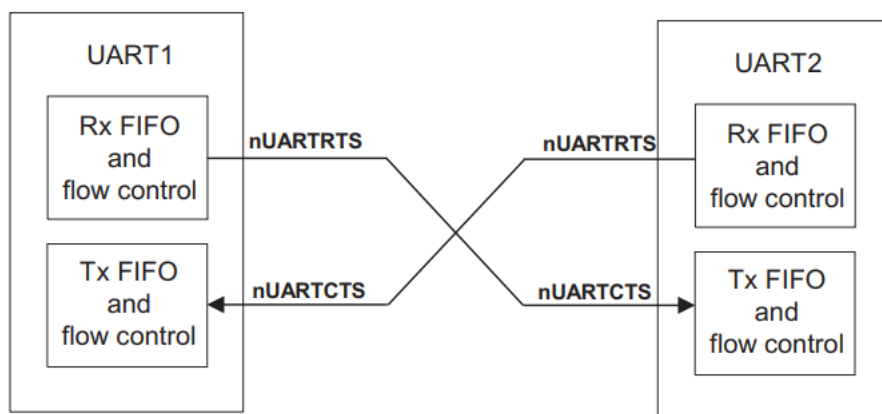 UART1
Rx FIFO
and
flow control
Tx FIFO
and
flow control
nUARTRTS
nUARTRTS
nUARTCTS
nUARTCTS
UART2
Rx FIFO
and
flow control
Tx FIFO
and
flow control